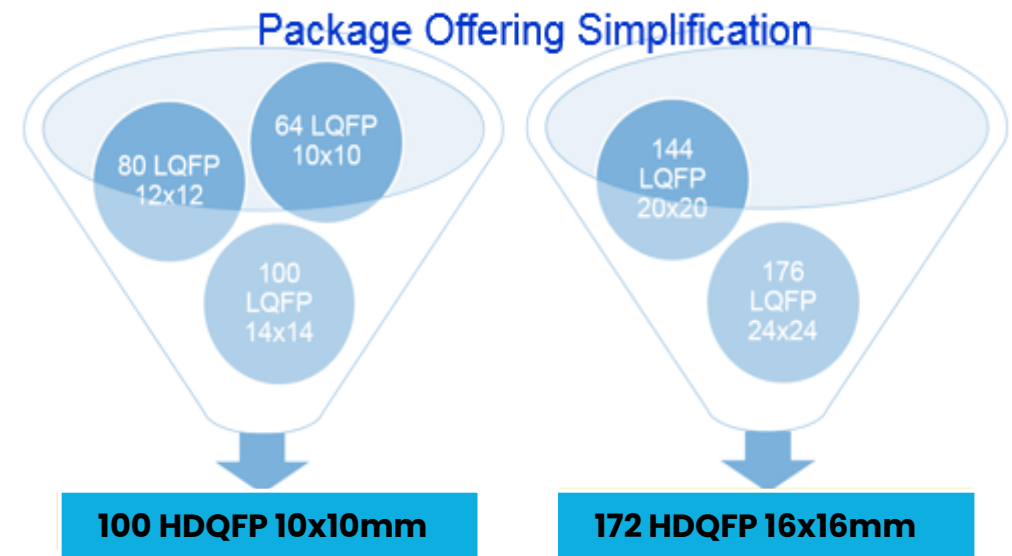 Package Offering Simplification
64 LQFP
10x10
80 LQFP
12x12
100
LQFP
14x14
144
LQFP
20x20
176
LQFP
24x24
100 HDQFP 10x10mm
172 HDQFP 16x16mm